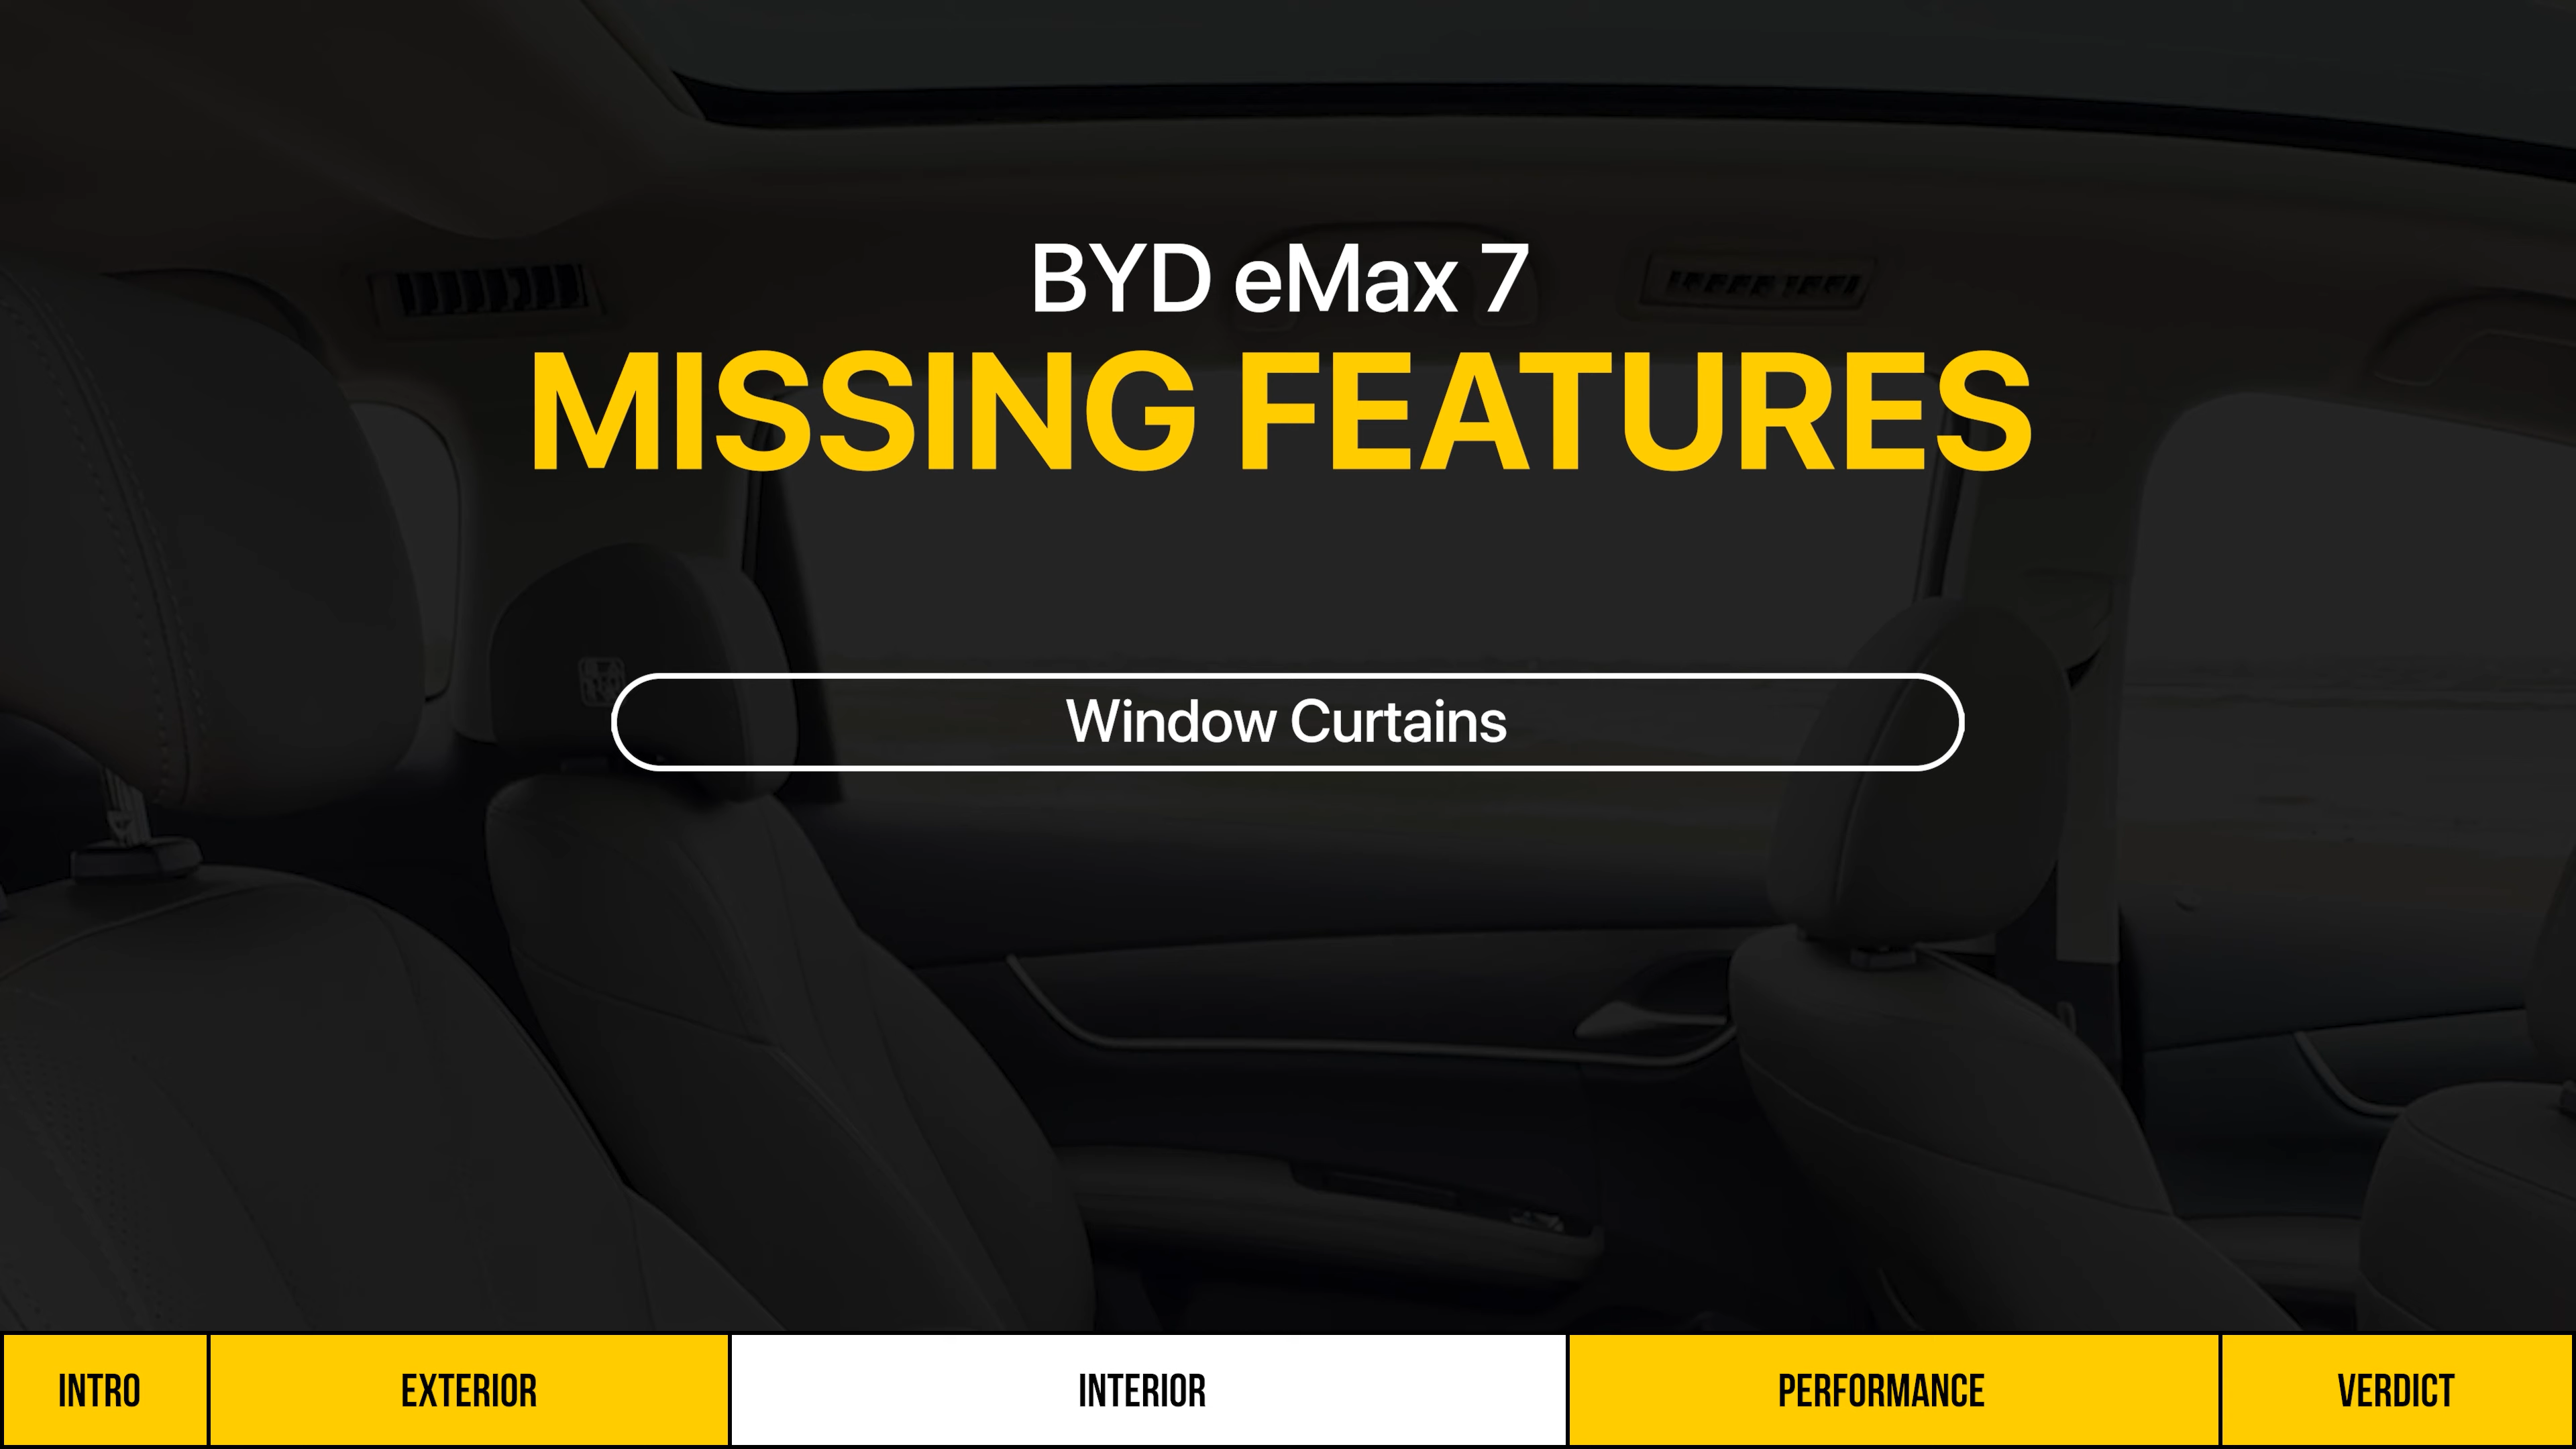 BYD eMax 7
MISSING FEATURES
Window Curtains
INTRO
EXTERIOR
INTERIOR
PERFORMANCE
VERDICT